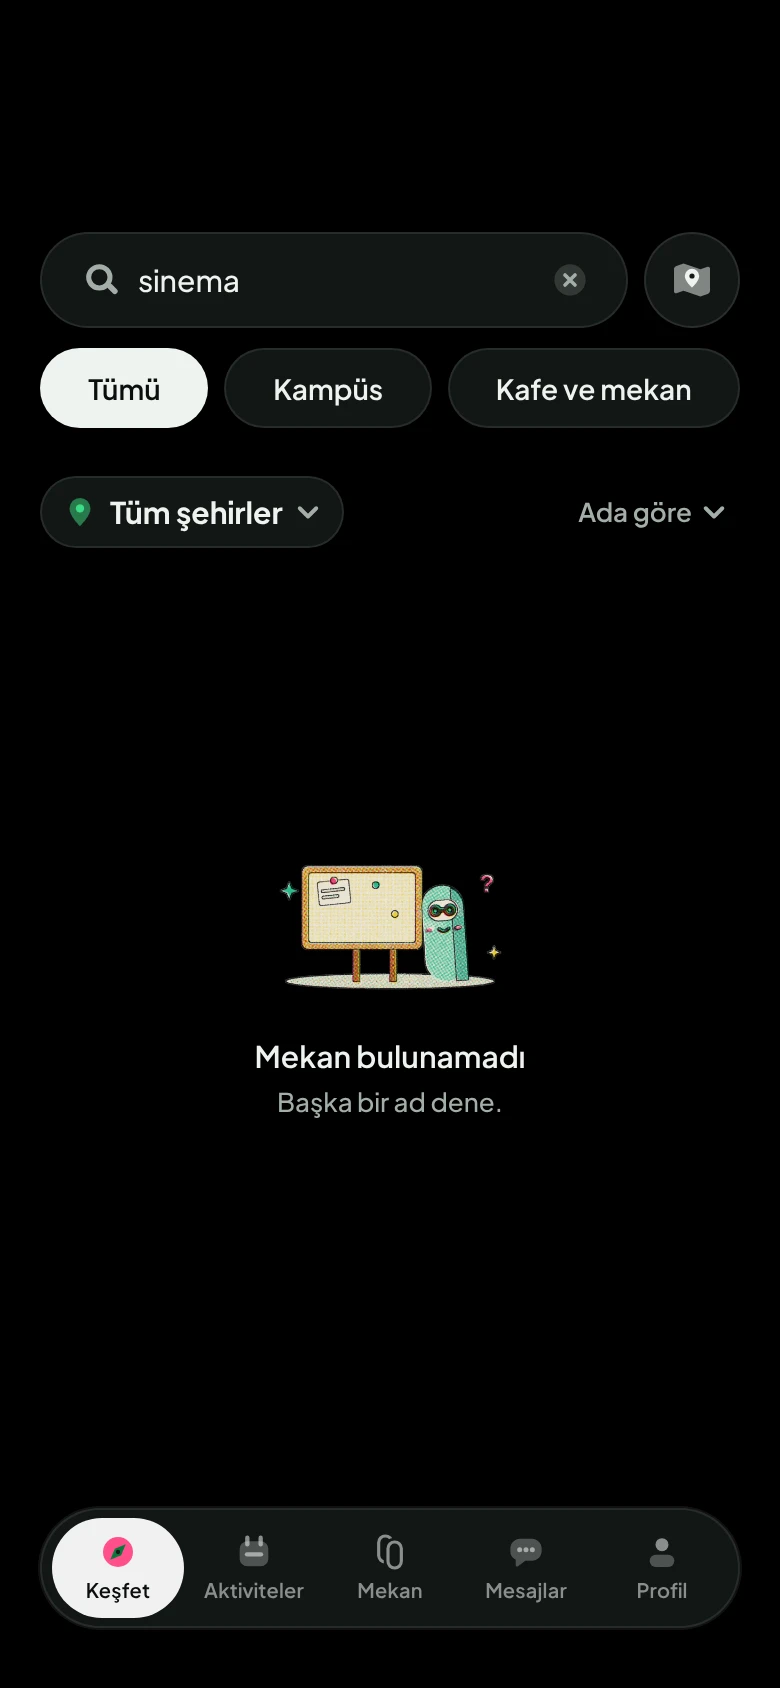 sinema
Tümü
Kampüs
Kafe ve mekan
Tüm şehirler
Ada göre
?
Mekan bulunamadı
Başka bir ad dene.
Keşfet
Aktiviteler
Mekan
Mesajlar
Profil